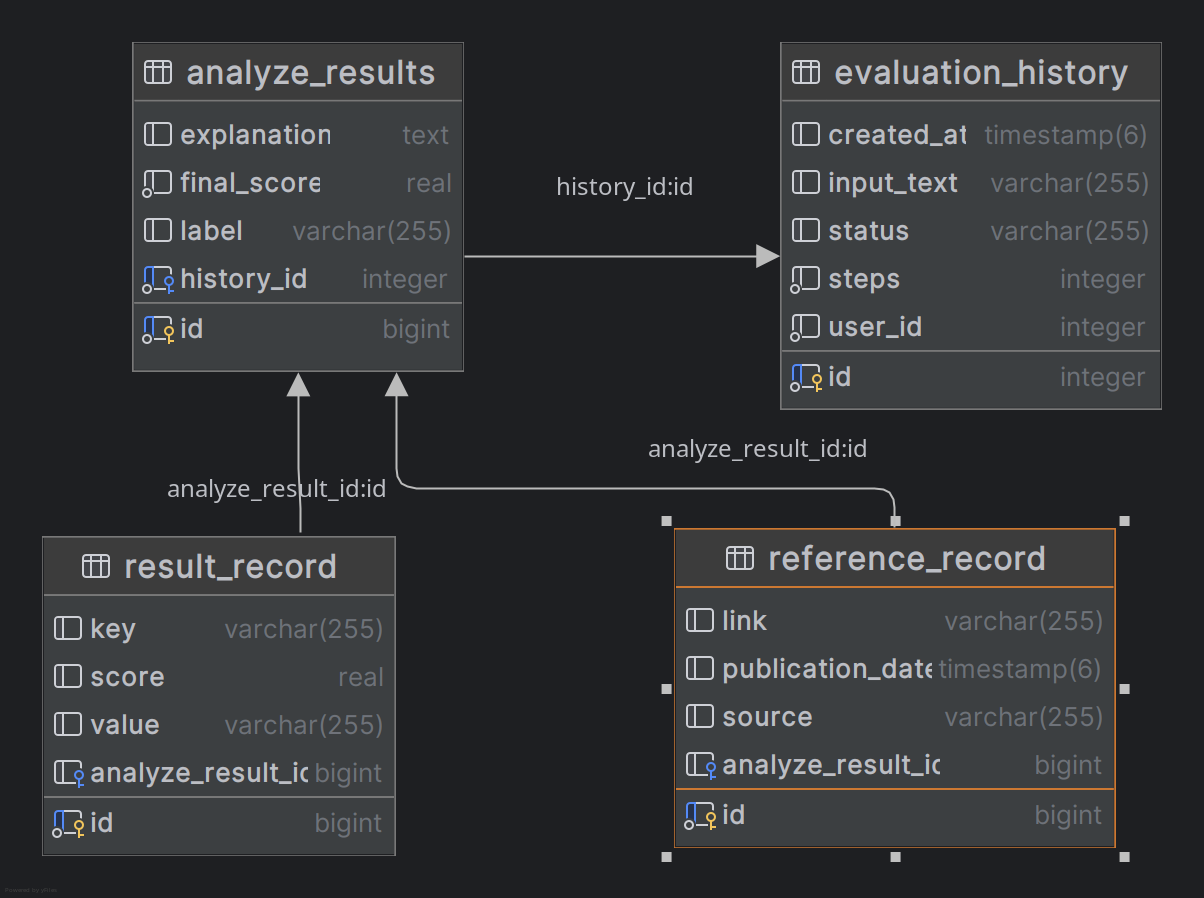 analyze_results
explanation text
final_score real
label varchar(255)
history_id integer
id bigint
history_id:id
evaluation_history
created_at timestamp(6)
input_text varchar(255)
status varchar(255)
steps integer
user_id integer
id integer
analyze_result_id:id
analyze_result_id:id
result_record
key varchar(255)
score real
value varchar(255)
analyze_result_id bigint
id bigint
reference_record
link varchar(255)
publication_date timestamp(6)
source varchar(255)
analyze_result_id bigint
id bigint
Powered by yFiles